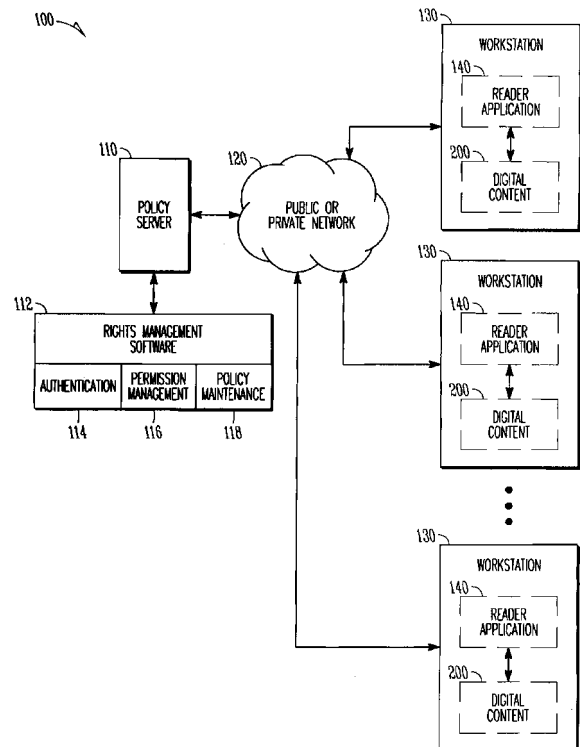 100
130
WORKSTATION
140
READER
APPLICATION
200
DIGITAL
CONTENT
110
POLICY
SERVER
120
PUBLIC OR
PRIVATE NETWORK
112
RIGHTS MANAGEMENT
SOFTWARE
AUTHENTICATION
PERMISSION
MANAGEMENT
POLICY
MAINTENANCE
114
116
118
130
WORKSTATION
140
READER
APPLICATION
200
DIGITAL
CONTENT
130
WORKSTATION
140
READER
APPLICATION
200
DIGITAL
CONTENT